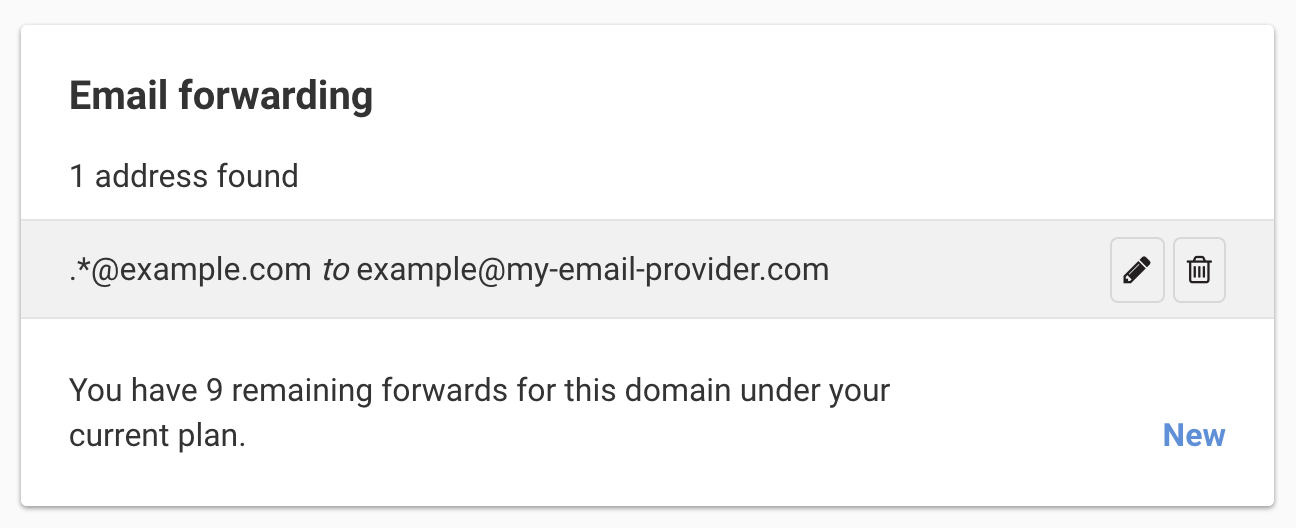 Email forwarding
1 address found
.*@example.com to example@my-email-provider.com
You have 9 remaining forwards for this domain under your
current plan.
New